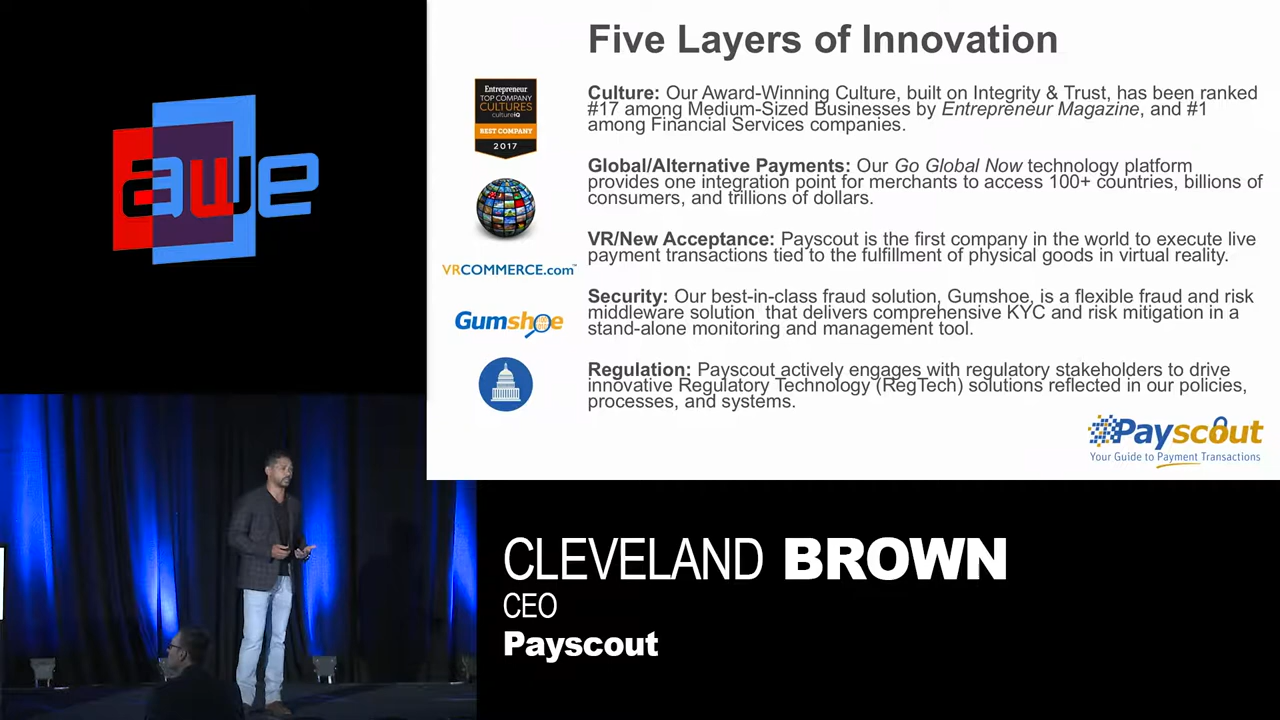 awe
Five Layers of Innovation
Entrepreneur
TOP COMPANY
CULTURES
cultureiQ
BEST COMPANY
2017
Culture: Our Award-Winning Culture, built on Integrity & Trust, has been ranked
#17 among Medium-Sized Businesses by Entrepreneur Magazine, and #1
among Financial Services companies.
Global/Alternative Payments: Our Go Global Now technology platform
provides one integration point for merchants to access 100+ countries, billions of
consumers, and trillions of dollars.
VRCOMMERCE.com™
VR/New Acceptance: Payscout is the first company in the world to execute live
payment transactions tied to the fulfillment of physical goods in virtual reality.
Gumshoe
Security: Our best-in-class fraud solution, Gumshoe, is a flexible fraud and risk
middleware solution that delivers comprehensive KYC and risk mitigation in a
stand-alone monitoring and management tool.
Regulation: Payscout actively engages with regulatory stakeholders to drive
innovative Regulatory Technology (RegTech) solutions reflected in our policies,
processes, and systems.
Payscout
Your Guide to Payment Transactions
CLEVELAND BROWN
CEO
Payscout